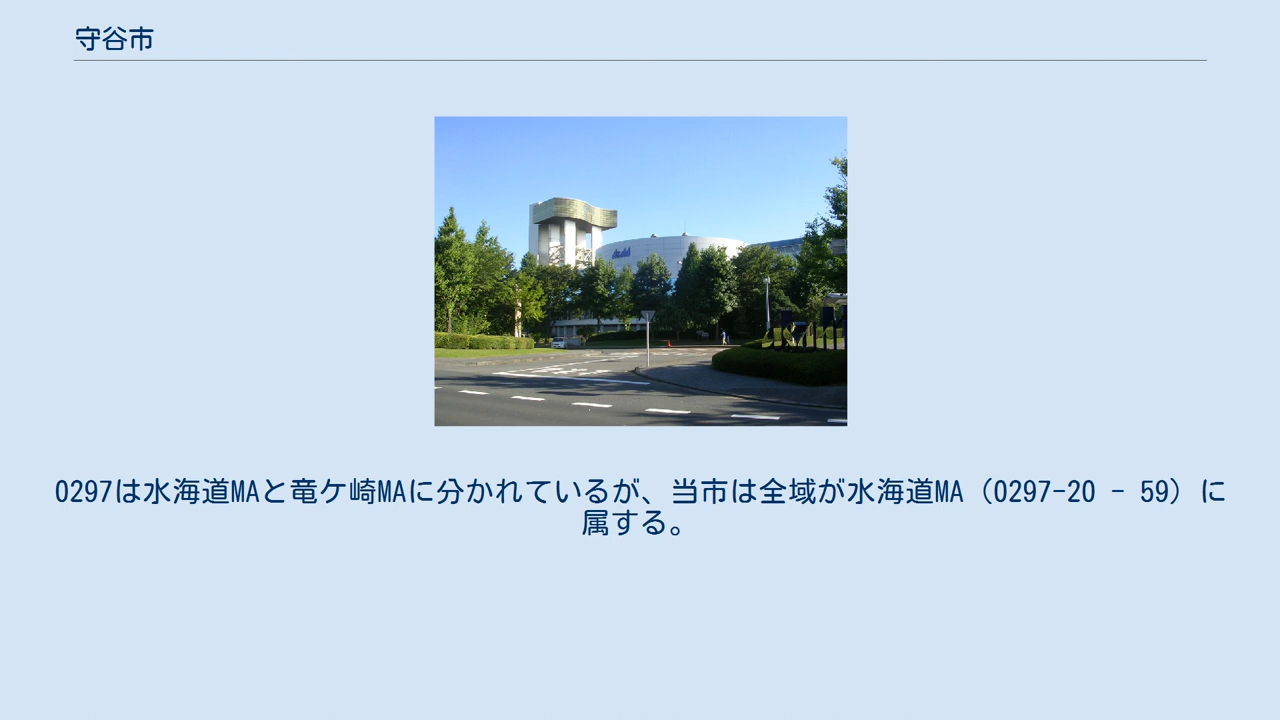 守谷市
0297は水海道MAと竜ケ崎MAに分かれているが、当市は全域が水海道MA（0297-20 - 59）に
属する。